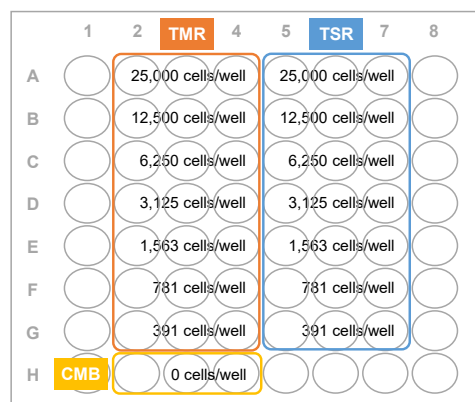 1 2 TMR 4 5 TSR 7 8
A 25,000 cells/well 25,000 cells/well
B 12,500 cells/well 12,500 cells/well
C 6,250 cells/well 6,250 cells/well
D 3,125 cells/well 3,125 cells/well
E 1,563 cells/well 1,563 cells/well
F 781 cells/well 781 cells/well
G 391 cells/well 391 cells/well
H CMB 0 cells/well